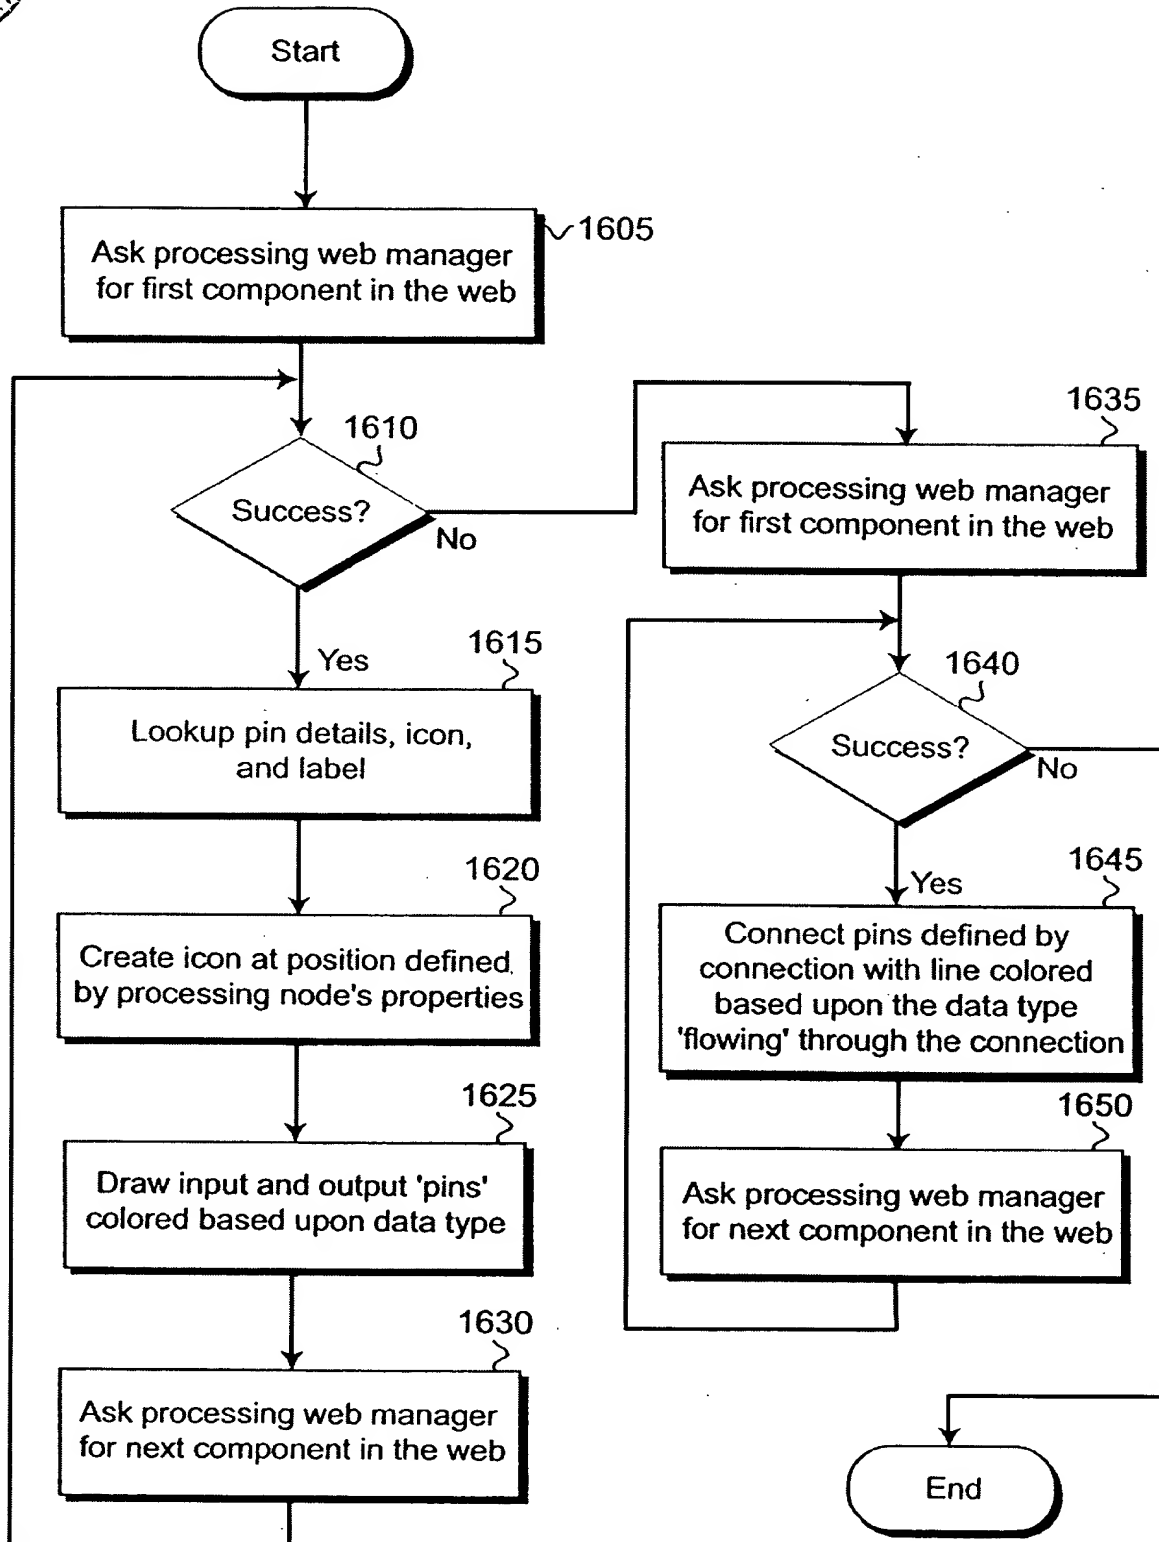 Start
1605
Ask processing web manager
for first component in the web
1610
Success?
No
Yes
1615
Lookup pin details, icon,
and label
1620
Create icon at position defined
by processing node's properties
1625
Draw input and output 'pins'
colored based upon data type
1630
Ask processing web manager
for next component in the web
1635
Ask processing web manager
for first component in the web
1640
Success?
No
Yes
1645
Connect pins defined by
connection with line colored
based upon the data type
'flowing' through the connection
1650
Ask processing web manager
for next component in the web
End